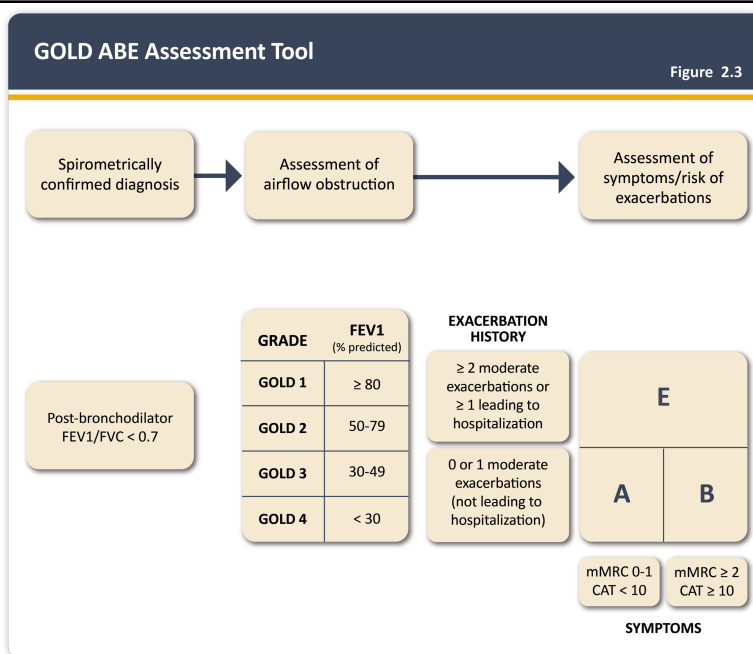 GOLD ABE Assessment Tool
Figure 2.3
Spirometrically
confirmed diagnosis
Assessment of
airflow obstruction
Assessment of
symptoms/risk of
exacerbations
Post-bronchodilator
FEV1/FVC < 0.7
GRADE
FEV1
(% predicted)
GOLD 1
≥ 80
GOLD 2
50-79
GOLD 3
30-49
GOLD 4
< 30
EXACERBATION
HISTORY
≥ 2 moderate
exacerbations or
≥ 1 leading to
hospitalization
0 or 1 moderate
exacerbations
(not leading to
hospitalization)
E
A
B
mMRC 0-1
CAT < 10
mMRC ≥ 2
CAT ≥ 10
SYMPTOMS